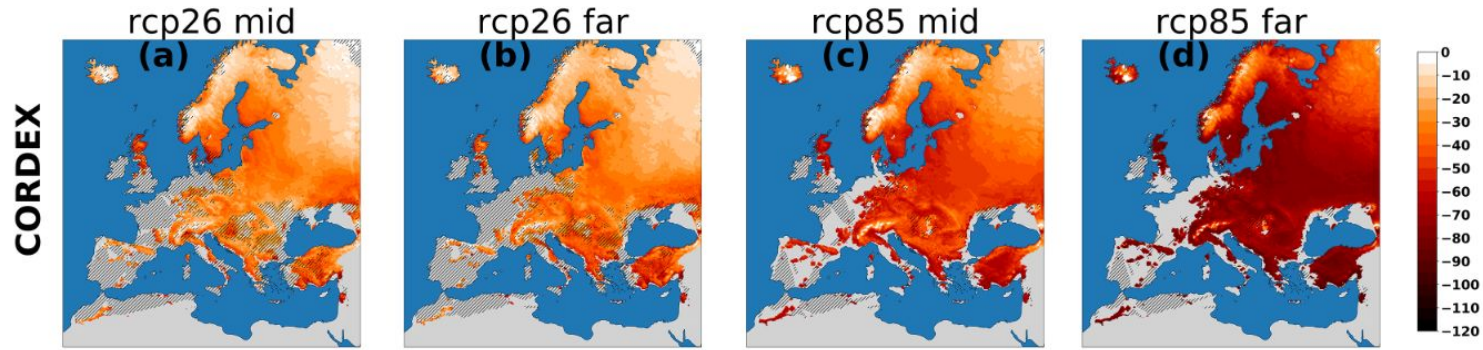 rcp26 mid
rcp26 far
rcp85 mid
rcp85 far
(a)
(b)
(c)
(d)
CORDEX
0
−10
−20
−30
−40
−50
−60
−70
−80
−90
−100
−110
−120